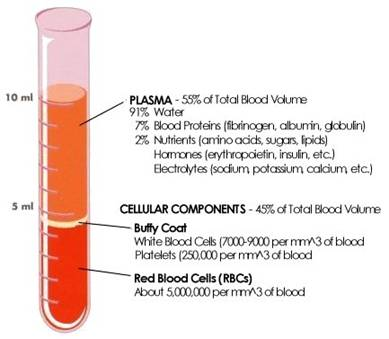 10 ml
PLASMA - 55% of Total Blood Volume
91% Water
7% Blood Proteins (fibrinogen, albumin, globulin)
2% Nutrients (amino acids, sugars, lipids)
Hormones (erythropoietin, insulin, etc.)
Electrolytes (sodium, potassium, calcium, etc.)
5 ml
CELLULAR COMPONENTS - 45% of Total Blood Volume
Buffy Coat
White Blood Cells (7000-9000 per mm^3 of blood
Platelets (250,000 per mm^3 of blood
Red Blood Cells (RBCs)
About 5,000,000 per mm^3 of blood